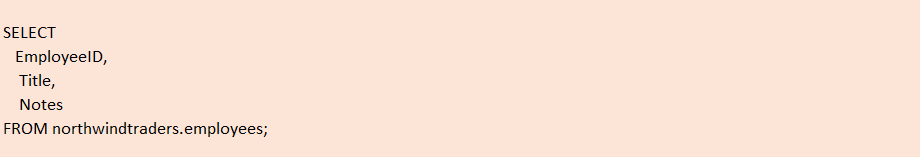 SELECT
EmployeeID,
Title,
Notes
FROM northwindtraders.employees;